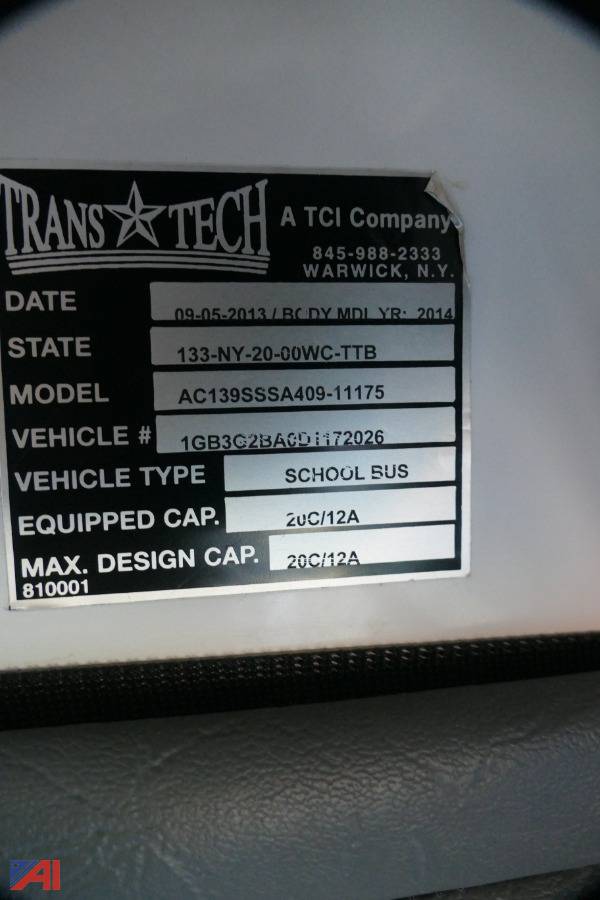 TRANS TECH
A TCI Company
845-988-2333
WARWICK, N.Y.
DATE 09-05-2013 / BODY MDL YR: 2014
STATE 133-NY-20-00WC-TTB
MODEL AC139SSSA409-11175
VEHICLE # 1GB3G2BA6D1172026
VEHICLE TYPE SCHOOL BUS
EQUIPPED CAP. 20C/12A
MAX. DESIGN CAP. 20C/12A
810001
AI